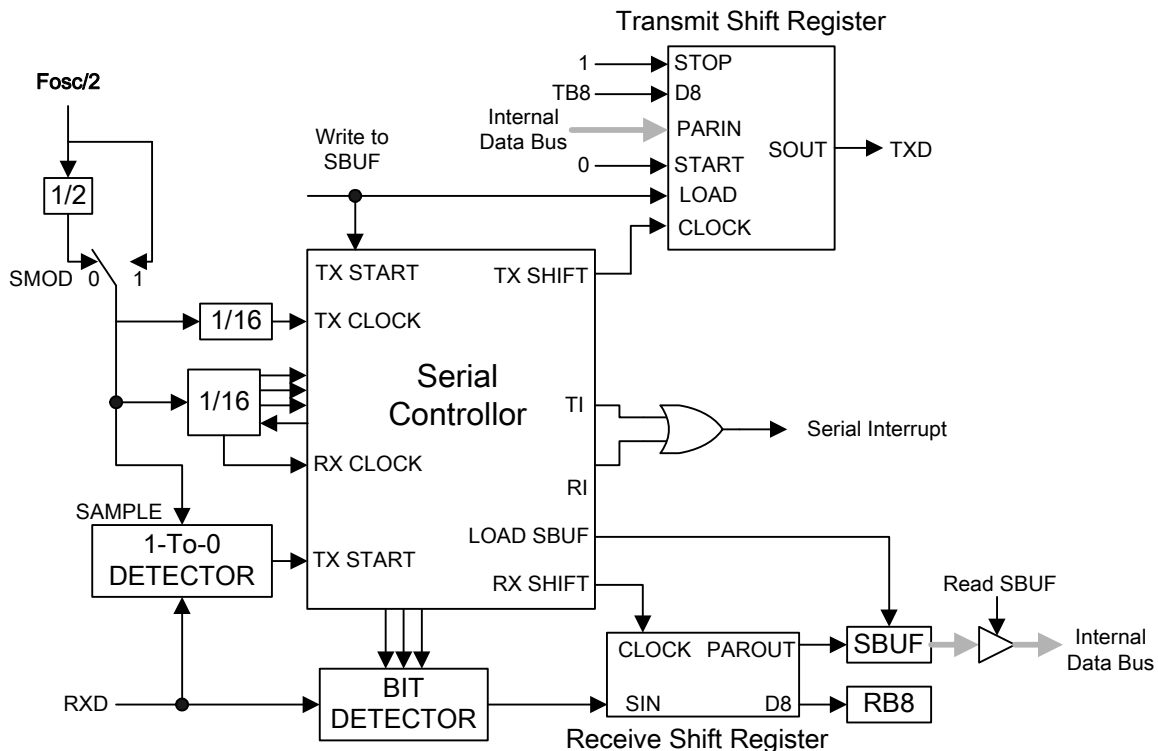 Transmit Shift Register
Fosc/2
1/2
SMOD 0 1
Write to
SBUF
1
TB8
Internal
Data Bus
0
STOP
D8
PARIN
START
LOAD
CLOCK
SOUT
TXD
1/16
1/16
TX START
TX CLOCK
RX CLOCK
TX START
Serial
Controllor
TX SHIFT
TI
RI
LOAD SBUF
RX SHIFT
Serial Interrupt
SAMPLE
1-To-0
DETECTOR
RXD
BIT
DETECTOR
CLOCK
PAROUT
SIN
D8
Receive Shift Register
SBUF
RB8
Read SBUF
Internal
Data Bus